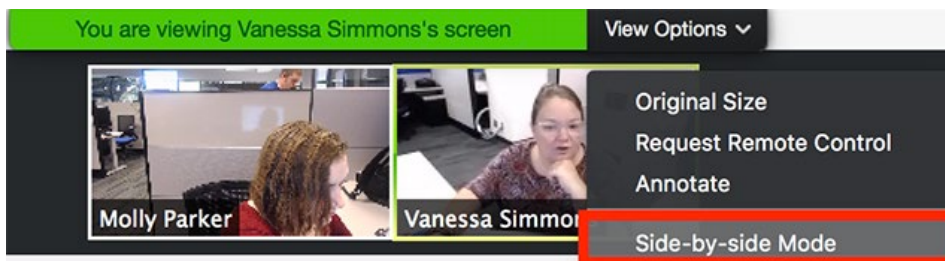 You are viewing Vanessa Simmons's screen
View Options
Original Size
Request Remote Control
Annotate
Molly Parker
Vanessa
Side-by-side Mode